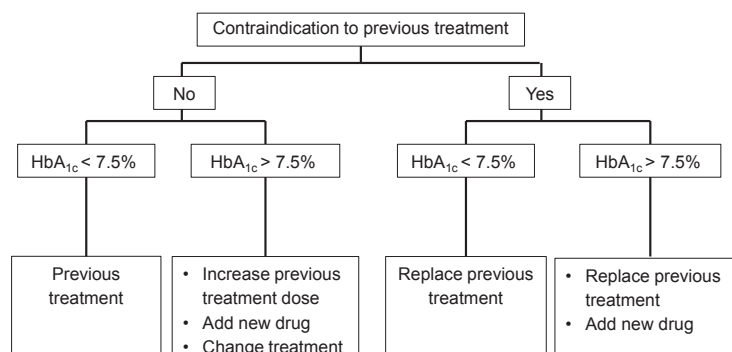 Contraindication to previous treatment
No
Yes
HbA1c < 7.5%
HbA1c > 7.5%
HbA1c < 7.5%
HbA1c > 7.5%
Previous
treatment
• Increase previous
treatment dose
• Add new drug
• Change treatment
Replace previous
treatment
• Replace previous
treatment
• Add new drug